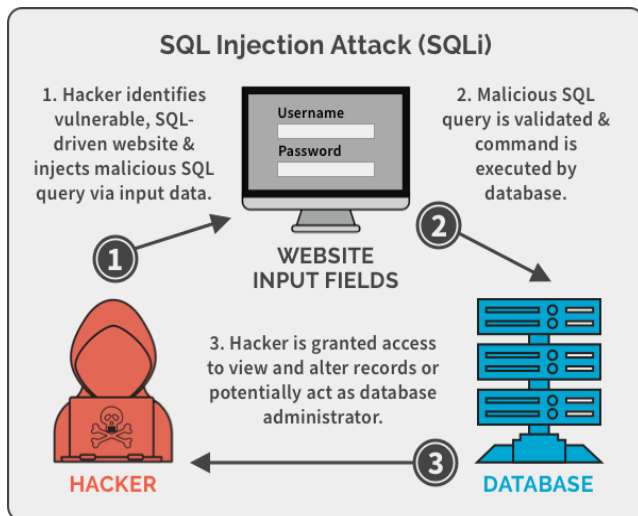 SQL Injection Attack (SQLi)
1. Hacker identifies
vulnerable, SQL-
driven website &
injects malicious SQL
query via input data.
Username
Password
2. Malicious SQL
query is validated &
command is
executed by
database.
1
WEBSITE
INPUT FIELDS
2
3. Hacker is granted access
to view and alter records or
potentially act as database
administrator.
3
HACKER
DATABASE